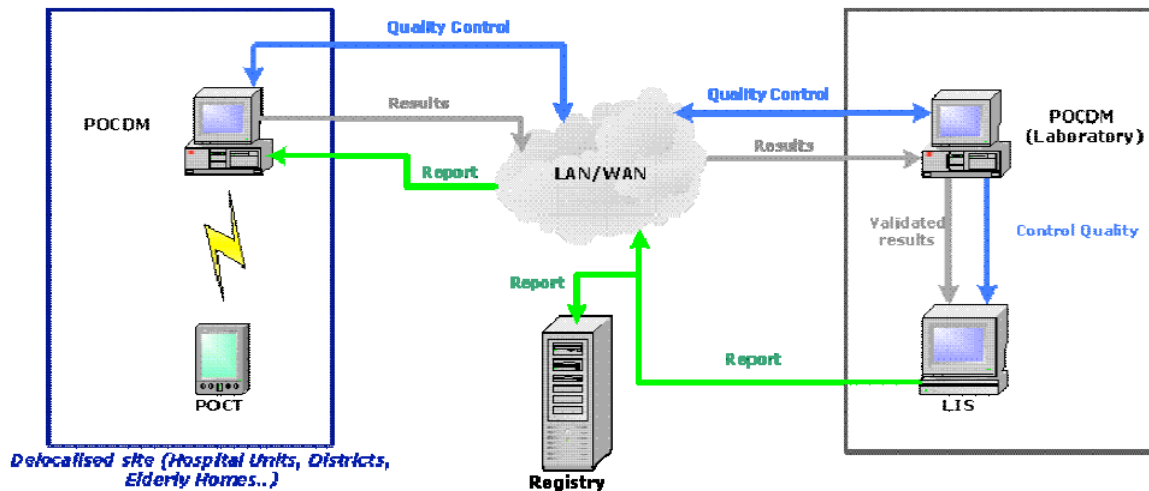 Quality Control
POCDM
Results
Report
POCT
Delocalised site (Hospital Units, Districts,
Elderly Homes..)
LAN/WAN
Report
Registry
Quality Control
Results
POCDM
(Laboratory)
Validated
results
Control Quality
Report
LIS